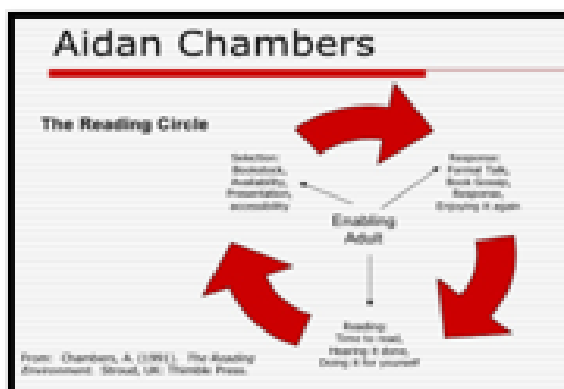 Aidan Chambers
The Reading Circle
Selection:
Bookstock,
Availability,
Presentation,
accessibility
Response:
Formal Talk,
Book Gossip,
Response,
Enjoying it again
Enabling
Adult
Reading:
Time to read,
Hearing it done,
Doing it for yourself
From: Chambers, A. (1991), The Reading
Environment. Stroud, UK: Thimble Press.